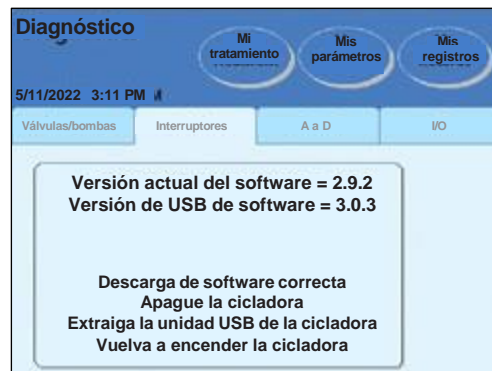 Diagnóstico
Mi
tratamiento
Mis
parámetros
Mis
registros
5/11/2022 3:11 PM
Válvulas/bombas
Interruptores
A a D
I/O
Versión actual del software = 2.9.2
Versión de USB de software = 3.0.3
Descarga de software correcta
Apague la cicladora
Extraiga la unidad USB de la cicladora
Vuelva a encender la cicladora